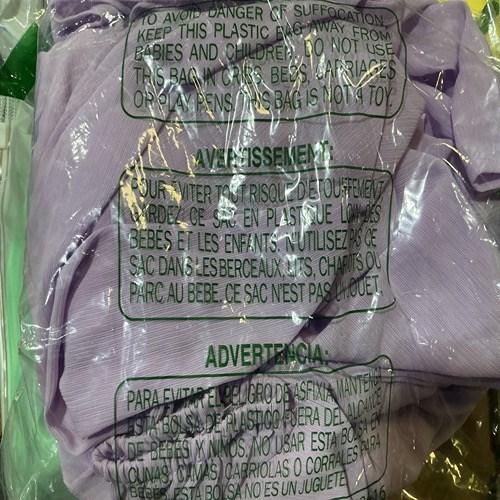 TO AVOID DANGER OF SUFFOCATION,
KEEP THIS PLASTIC BAG AWAY FROM
BABIES AND CHILDREN. DO NOT USE
THIS BAG IN CRIBS, BEDS, CARRIAGES
OR PLAY PENS. THIS BAG IS NOT A TOY.
AVERTISSEMENT:
POUR ÉVITER TOUT RISQUE D'ÉTOUFFEMENT
GARDEZ CE SAC EN PLASTIQUE LOIN DES
BEBÉS ET LES ENFANTS. N'UTILISEZ PAS CE
SAC DANS LES BERCEAUX, LITS, CHARITS OU
PARC AU BEBE. CE SAC N'EST PAS UN JOUET.
ADVERTENCIA:
PARA EVITAR EL PELIGRO DE ASFIXIA, MANTENGA
ESTA BOLSA DE PLASTICO FUERA DEL ALCANCE
DE BEBÉS Y NIÑOS. NO USAR ESTA BOLSA EN
CUNAS, CAMAS, CARRIOLAS O CORRALES PARA
BEBÉS. ESTA BOLSA NO ES UN JUGUETE.